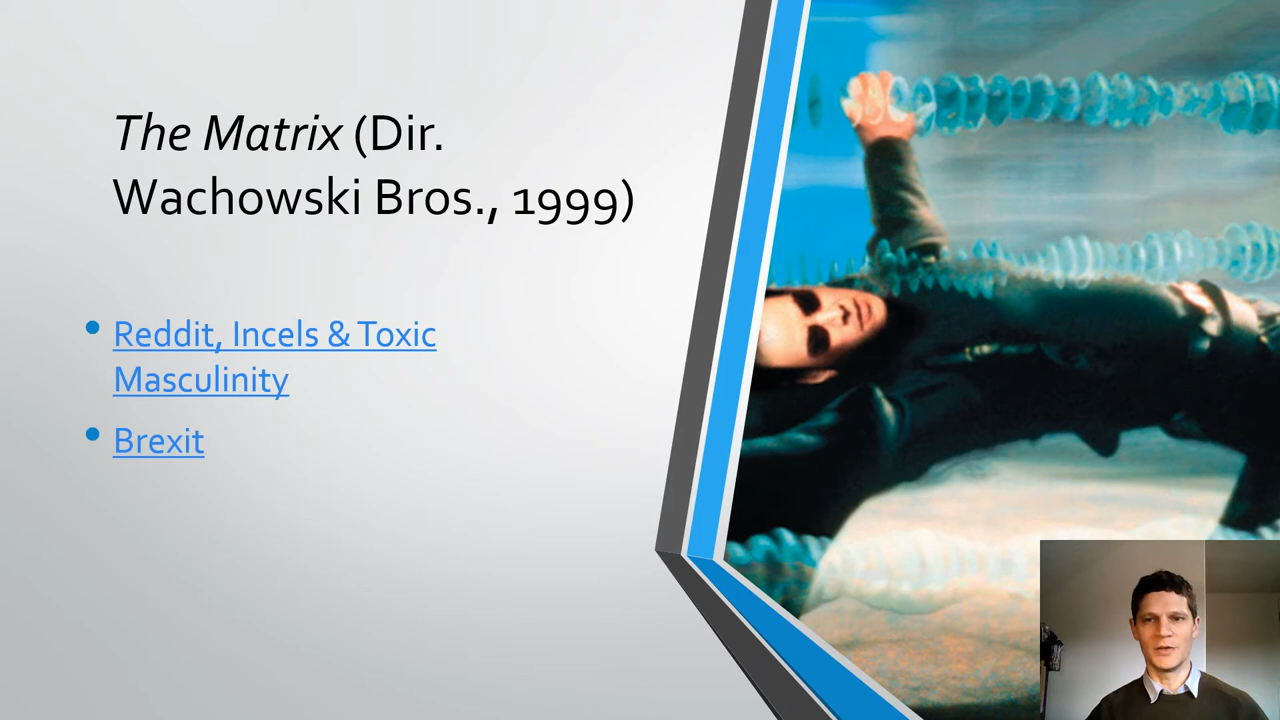 The Matrix (Dir.
Wachowski Bros., 1999)
Reddit, Incels & Toxic
Masculinity
Brexit